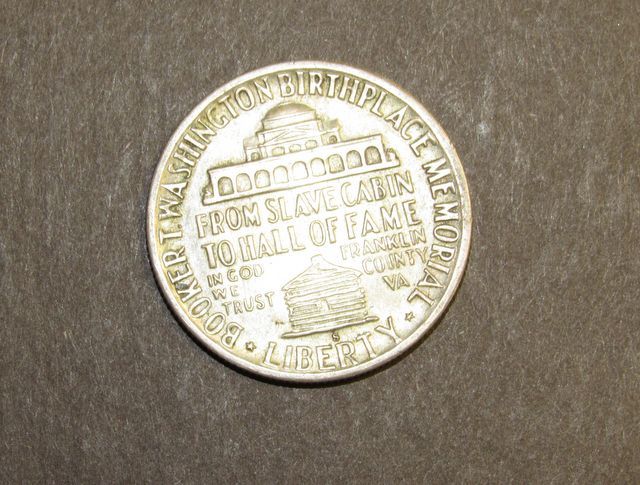 BOOKER T. WASHINGTON BIRTHPLACE MEMORIAL
FROM SLAVE CABIN
TO HALL OF FAME
IN GOD
WE
TRUST
FRANKLIN
COUNTY
VA
S
LIBERTY